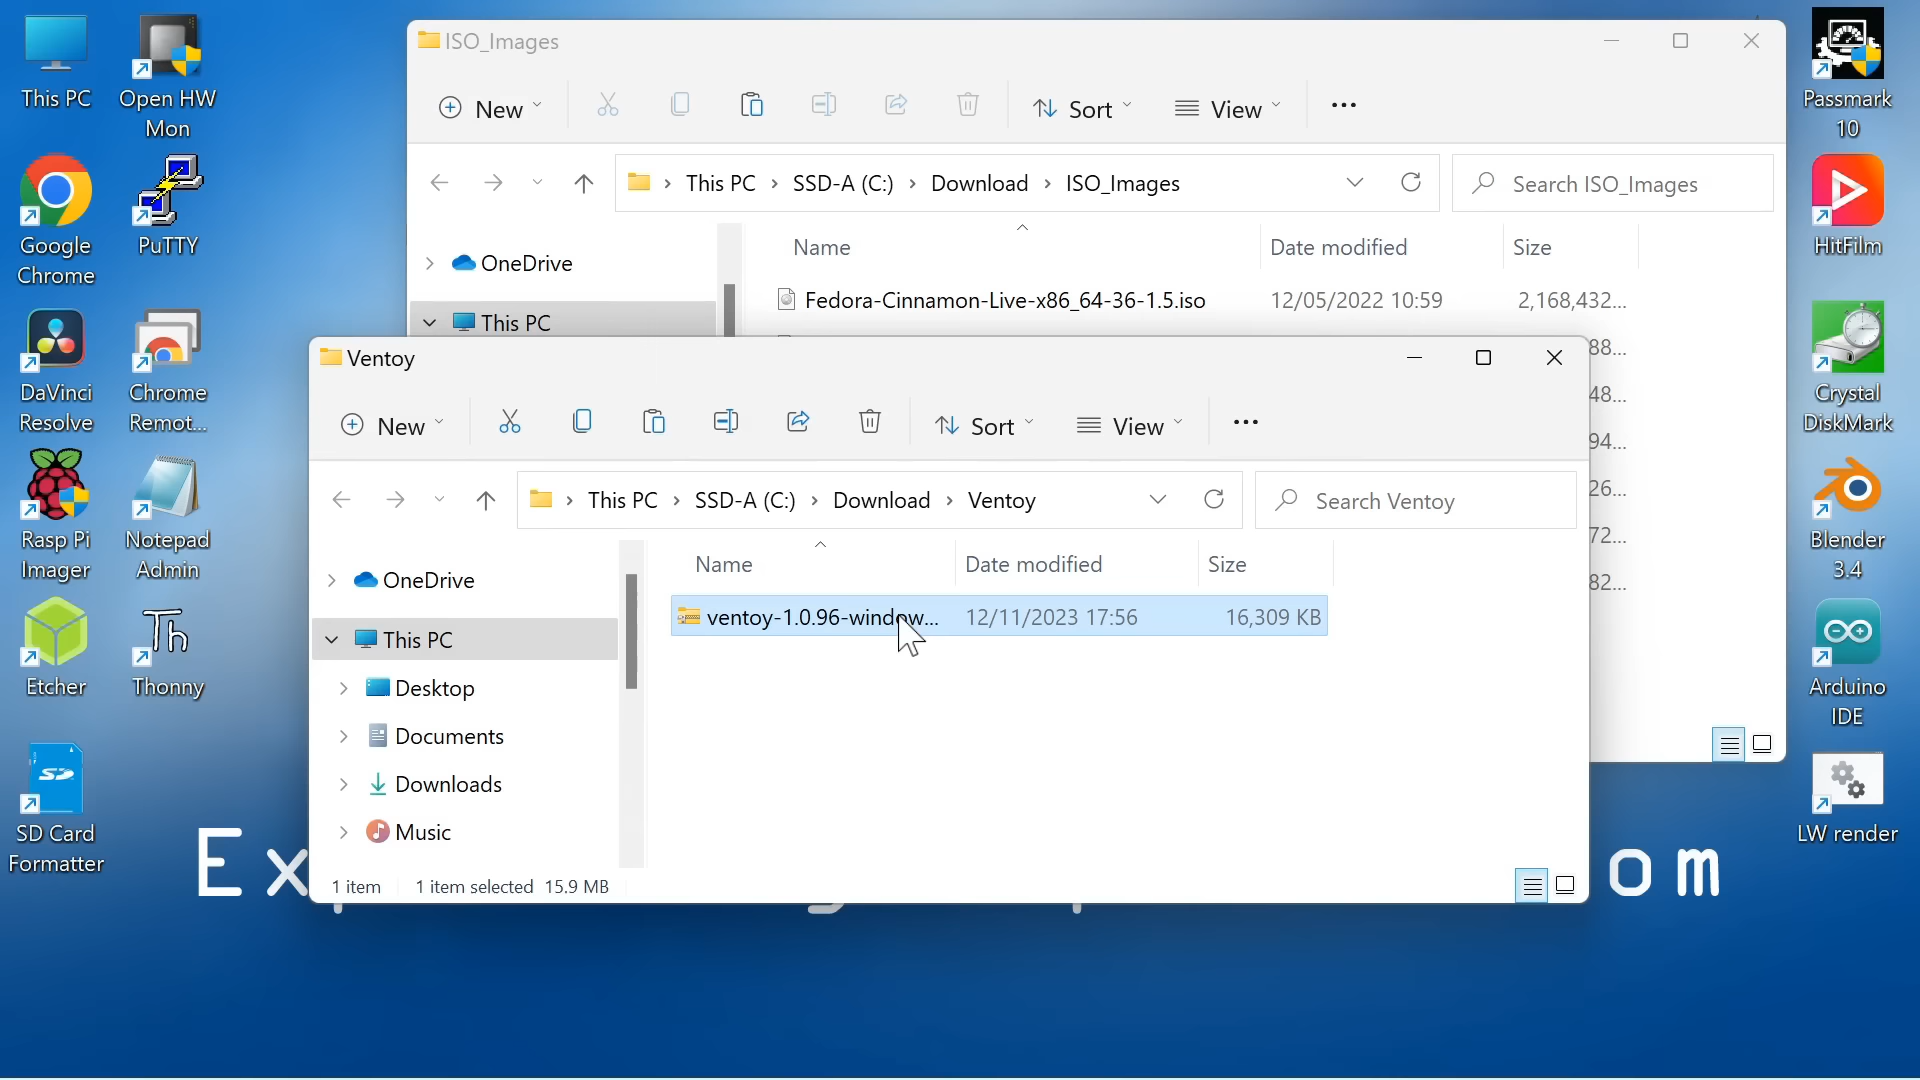 This PC
Open HW
Mon
Google
Chrome
PuTTY
DaVinci
Resolve
Chrome
Remot...
Rasp Pi
Imager
Notepad
Admin
Etcher
Thonny
SD Card
Formatter
ISO_Images
New
Sort
View
This PC > SSD-A (C:) > Download > ISO_Images
Search ISO_Images
OneDrive
This PC
Name Date modified Size
Fedora-Cinnamon-Live-x86_64-36-1.5.iso 12/05/2022 10:59 2,168,432...
88...
48...
94...
26...
72...
82...
Ventoy
New
Sort
View
This PC > SSD-A (C:) > Download > Ventoy
Search Ventoy
OneDrive
This PC
Desktop
Documents
Downloads
Music
Name Date modified Size
ventoy-1.0.96-window... 12/11/2023 17:56 16,309 KB
1 item 1 item selected 15.9 MB
Passmark
10
HitFilm
Crystal
DiskMark
Blender
3.4
Arduino
IDE
LW render